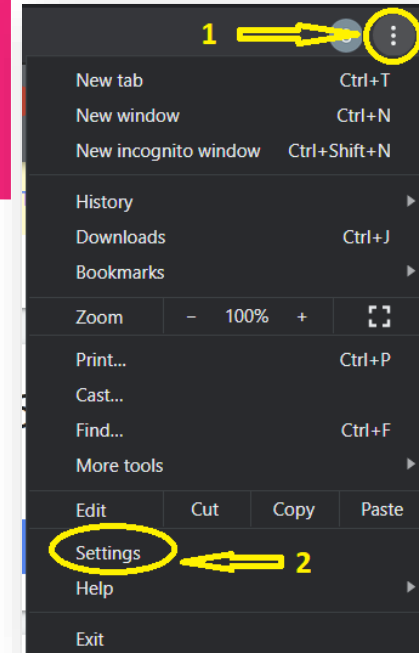 1
New tab Ctrl+T
New window Ctrl+N
New incognito window Ctrl+Shift+N
History
Downloads Ctrl+J
Bookmarks
Zoom - 100% +
Print... Ctrl+P
Cast...
Find... Ctrl+F
More tools
Edit Cut Copy Paste
Settings 2
Help
Exit